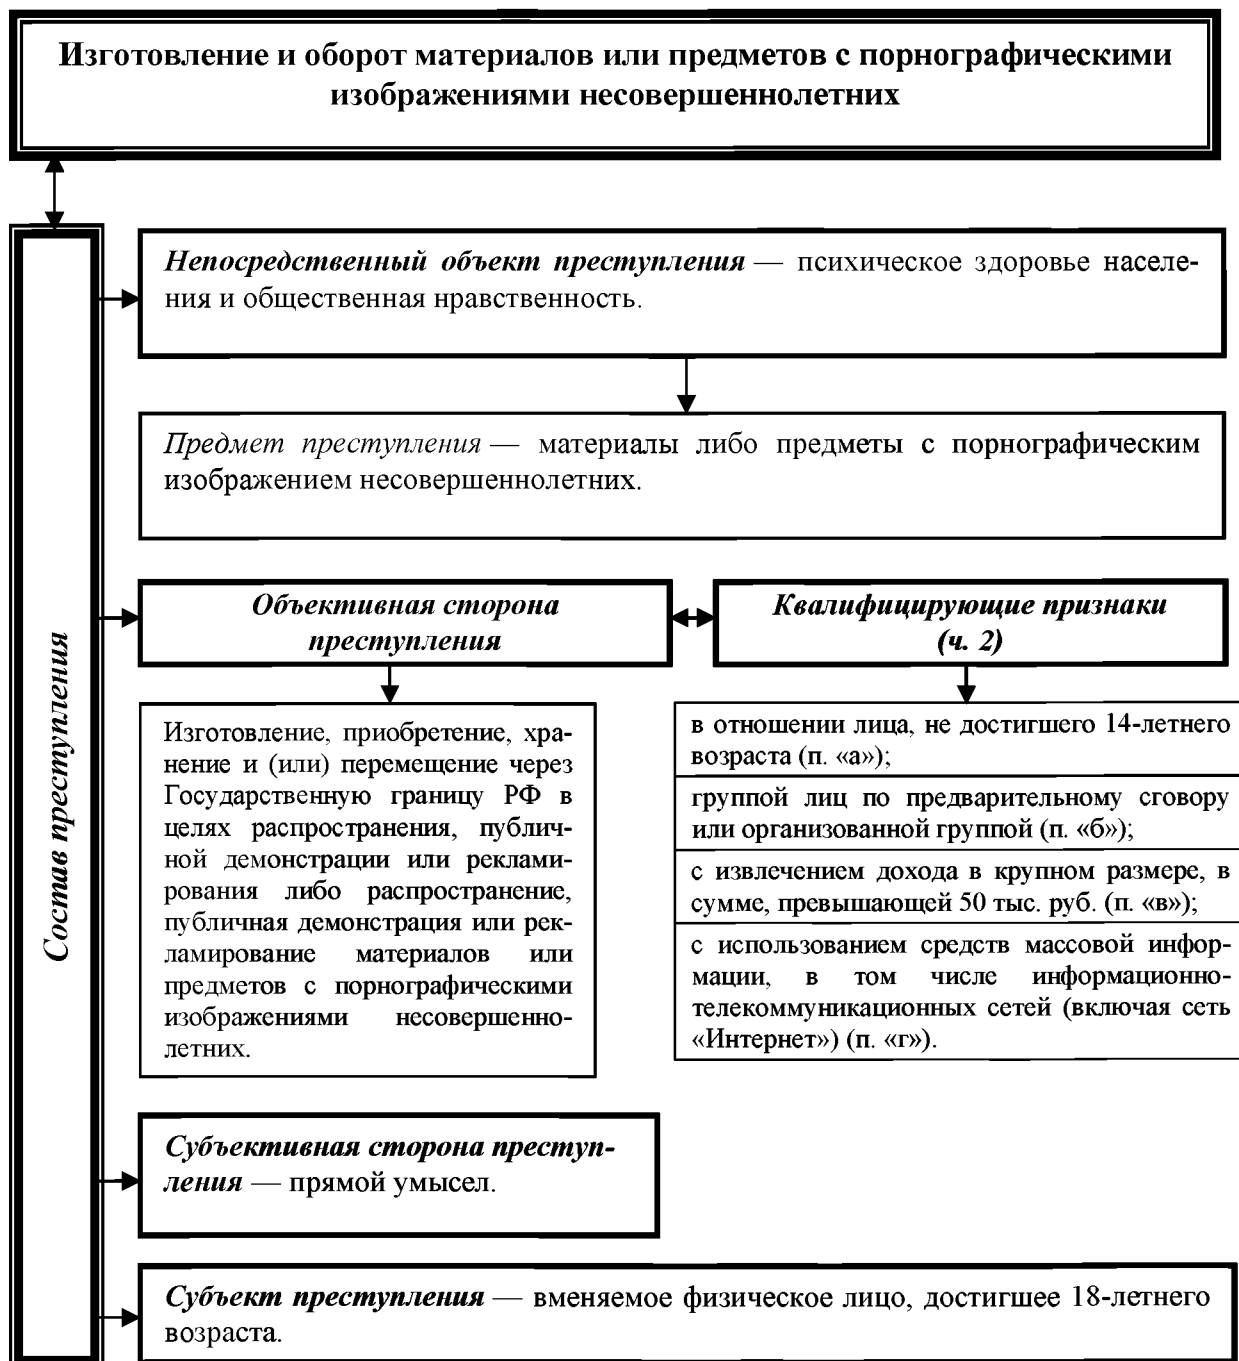 Изготовление и оборот материалов или предметов с порнографическими
изображениями несовершеннолетних
Состав преступления
Непосредственный объект преступления — психическое здоровье населе-
ния и общественная нравственность.
Предмет преступления — материалы либо предметы с порнографическим
изображением несовершеннолетних.
Объективная сторона
преступления
Квалифицирующие признаки
(ч. 2)
Изготовление, приобретение, хра-
нение и (или) перемещение через
Государственную границу РФ в
целях распространения, публич-
ной демонстрации или реклами-
рования либо распространение,
публичная демонстрация или рек-
ламирование материалов или
предметов с порнографическими
изображениями несовершенно-
летних.
в отношении лица, не достигшего 14-летнего
возраста (п. «а»);
группой лиц по предварительному сговору
или организованной группой (п. «б»);
с извлечением дохода в крупном размере, в
сумме, превышающей 50 тыс. руб. (п. «в»);
с использованием средств массовой инфор-
мации, в том числе информационно-
телекоммуникационных сетей (включая сеть
«Интернет») (п. «г»).
Субъективная сторона преступ-
ления — прямой умысел.
Субъект преступления — вменяемое физическое лицо, достигшее 18-летнего
возраста.